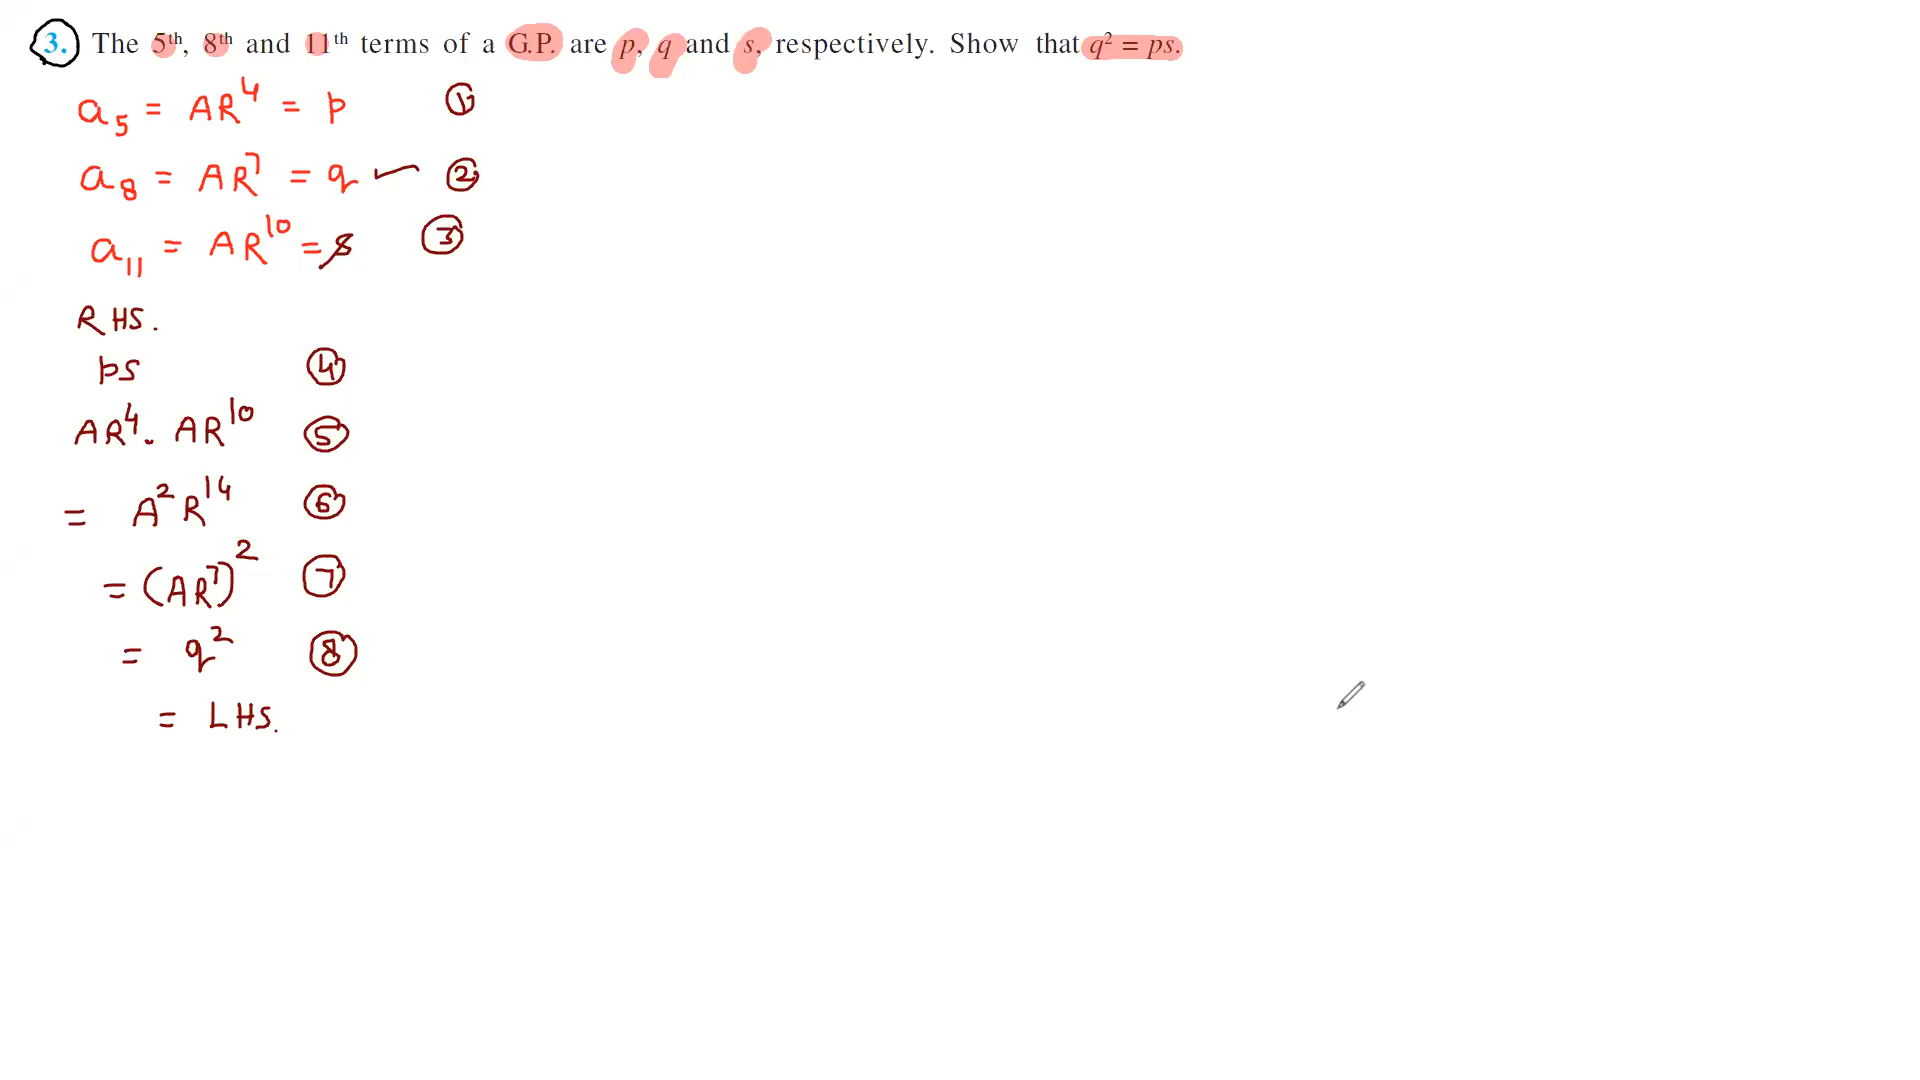 3. The 5th, 8th and 11th terms of a G.P. are p, q and s, respectively. Show that q² = ps.
a₅ = AR⁴ = p ①
a₈ = AR⁷ = q ②
a₁₁ = AR¹⁰ = s ③
RHS.
ps ④
AR⁴ . AR¹⁰ ⑤
= A²R¹⁴ ⑥
= (AR⁷)² ⑦
= q² ⑧
= LHS.